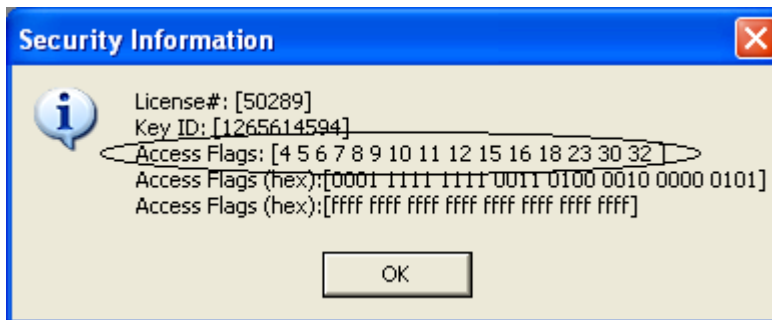 Security Information
License#: [50289]
Key ID: [1265614594]
Access Flags: [4 5 6 7 8 9 10 11 12 15 16 18 23 30 32 ]
Access Flags (hex):[0001 1111 1111 0011 0100 0010 0000 0101]
Access Flags (hex):[ffff ffff ffff ffff ffff ffff ffff ffff]
OK